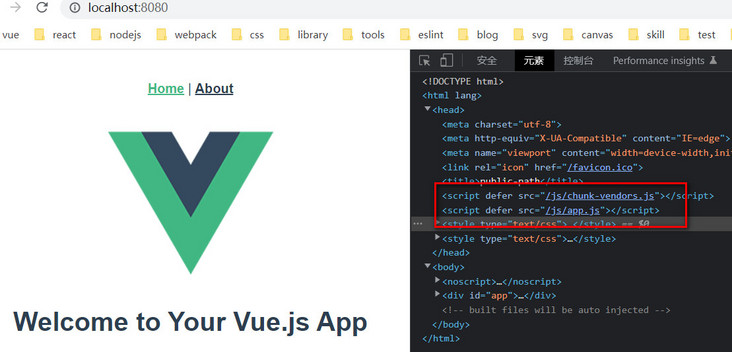 localhost:8080
vue react nodejs webpack css library tools eslint blog svg canvas skill test
Home | About
Welcome to Your Vue.js App
安全 元素 控制台 Performance insights
<!DOCTYPE html>
<html lang>
<head>
<meta charset="utf-8">
<meta http-equiv="X-UA-Compatible" content="IE=edge">
<meta name="viewport" content="width=device-width,init
<link rel="icon" href="/favicon.ico">
<title>public-path</title>
<script defer src="/js/chunk-vendors.js"></script>
<script defer src="/js/app.js"></script>
<style type="text/css"> </style> == $0
<style type="text/css">…</style>
</head>
<body>
<noscript>…</noscript>
<div id="app">…</div>
<!-- built files will be auto injected -->
</body>
</html>